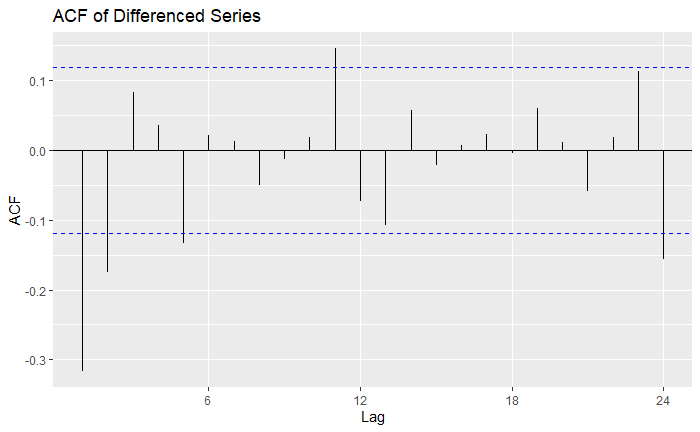 ACF of Differenced Series
0.1
0.0
-0.1
-0.2
-0.3
ACF
6 12 18 24
Lag